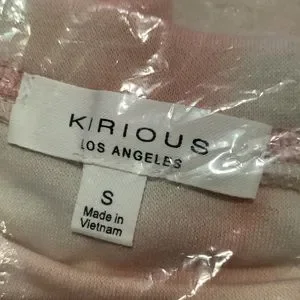 KIRIOUS
LOS ANGELES
S
Made in
Vietnam